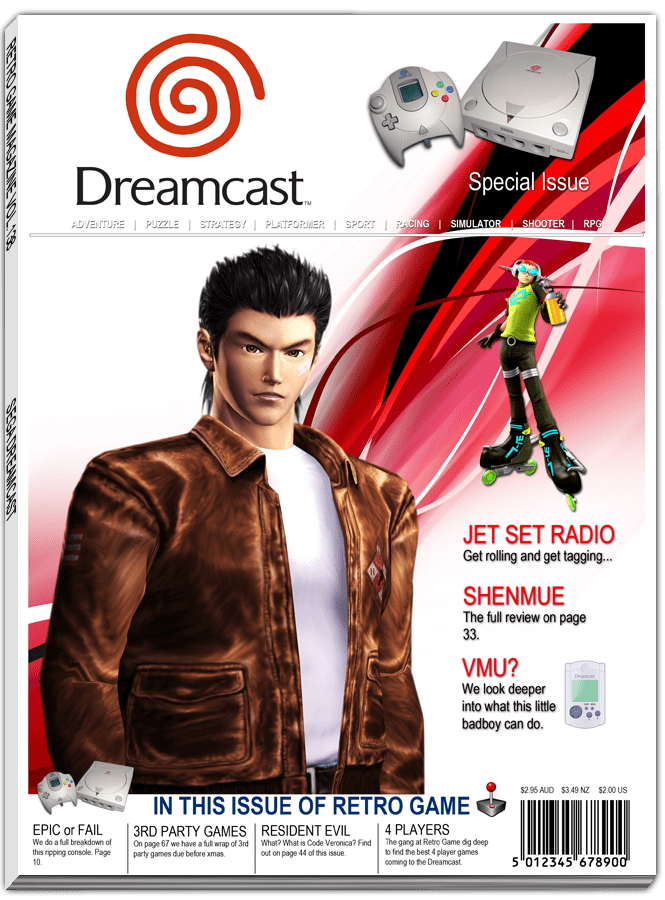 Dreamcast™
Special Issue
ADVENTURE | PUZZLE | STRATEGY | PLATFORMER | SPORT | RACING | SIMULATOR | SHOOTER | RPG
JET SET RADIO
Get rolling and get tagging...
SHENMUE
The full review on page
33.
VMU?
We look deeper
into what this little
badboy can do.
Dreamcast
IN THIS ISSUE OF RETRO GAME
EPIC or FAIL
We do a full breakdown of
this ripping console. Page
10.
3RD PARTY GAMES
On page 67 we have a full wrap of 3rd
party games due before xmas.
RESIDENT EVIL
What? What is Code Veronica? Find
out on page 44 of this issue.
4 PLAYERS
The gang at Retro Game dig deep
to find the best 4 player games
coming to the Dreamcast.
$2.95 AUD $3.49 NZ $2.00 US
5 012345 678900